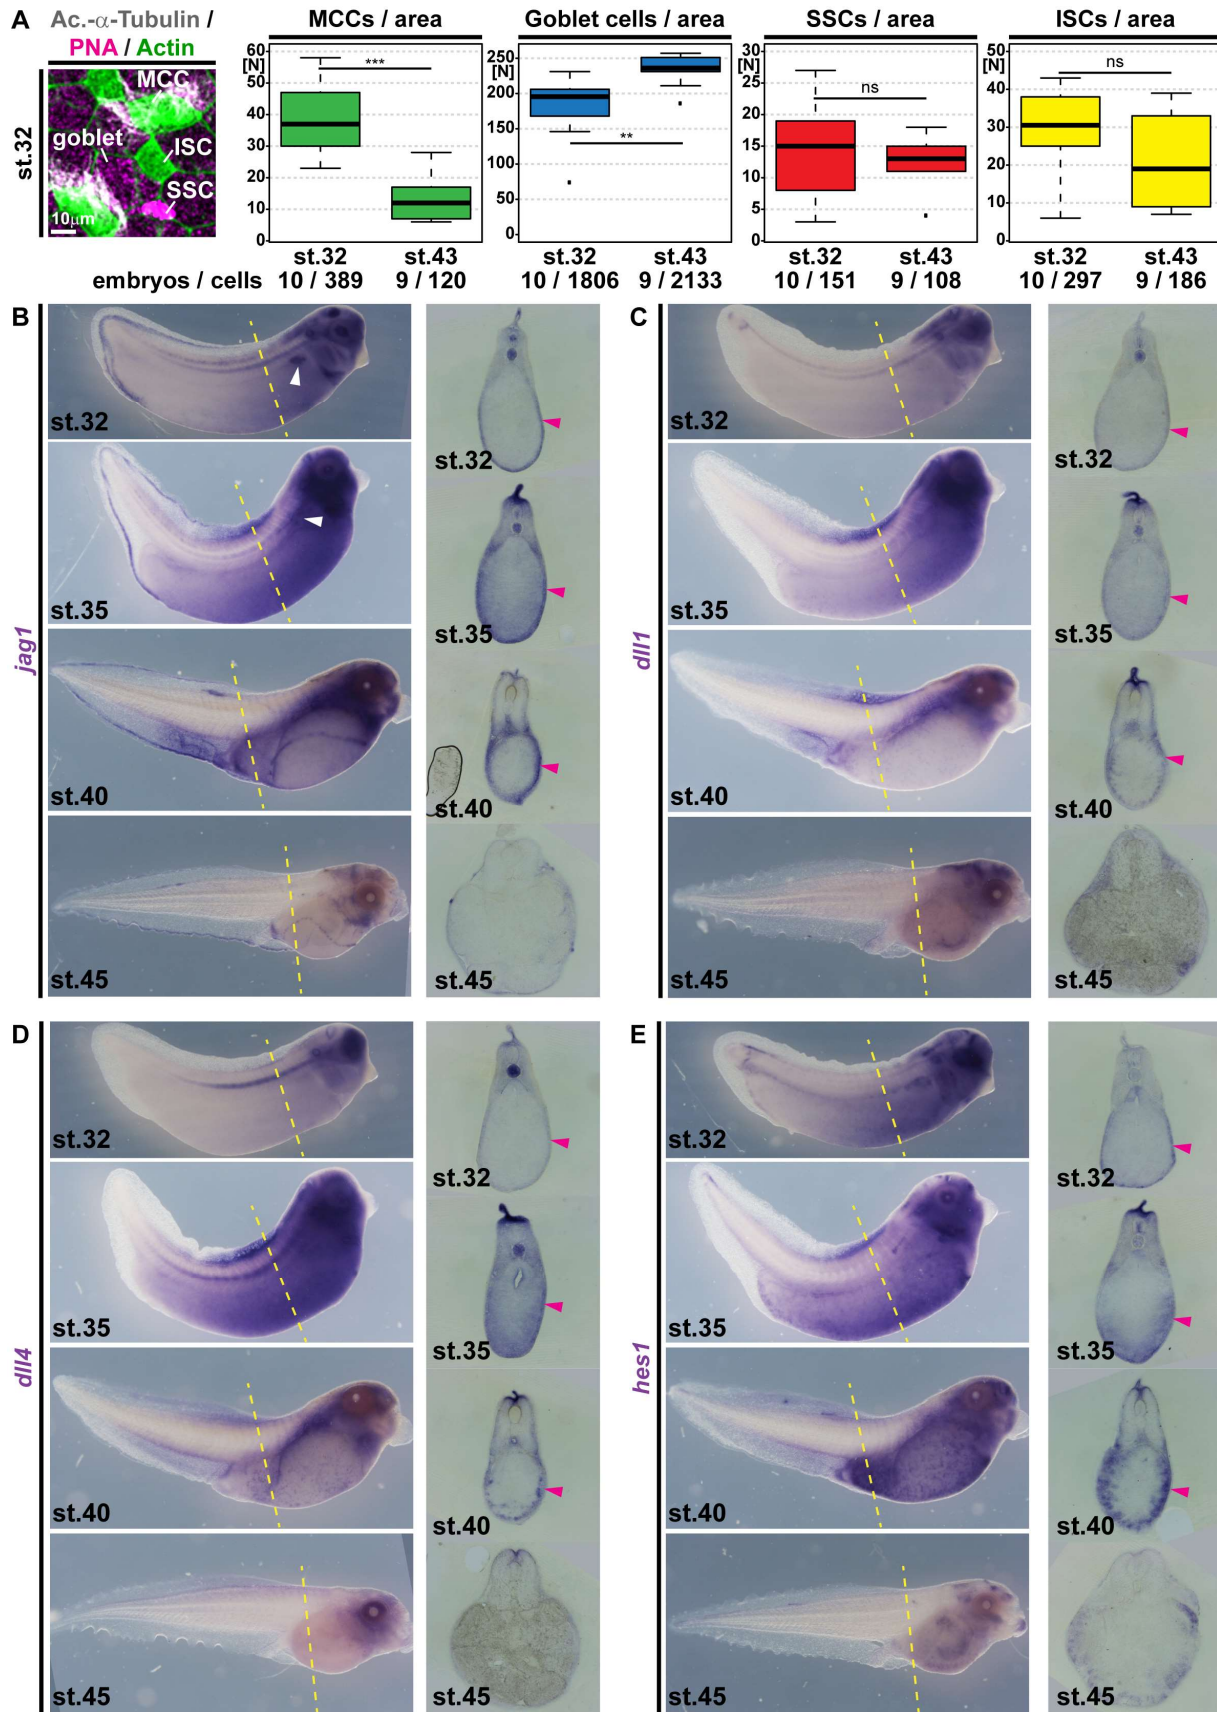 A
Ac.-α-Tubulin /
PNA / Actin
st.32
MCC
goblet
ISC
SSC
10μm
MCCs / area
[N]
60
50
40
30
20
10
0
***
st.32 st.43
Goblet cells / area
[N]
250
200
150
100
50
0
**
st.32 st.43
SSCs / area
[N]
30
25
20
15
10
5
0
ns
st.32 st.43
ISCs / area
[N]
50
40
30
20
10
0
ns
st.32 st.43
embryos / cells 10 / 389 9 / 120 10 / 1806 9 / 2133 10 / 151 9 / 108 10 / 297 9 / 186
B
jag1
st.32
st.32
st.35
st.35
st.40
st.40
st.45
st.45
C
dll1
st.32
st.32
st.35
st.35
st.40
st.40
st.45
st.45
D
dll4
st.32
st.32
st.35
st.35
st.40
st.40
st.45
st.45
E
hes1
st.32
st.32
st.35
st.35
st.40
st.40
st.45
st.45